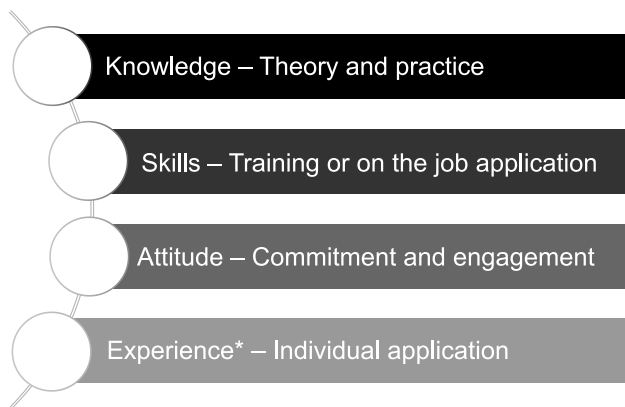 Knowledge – Theory and practice
Skills – Training or on the job application
Attitude – Commitment and engagement
Experience* – Individual application